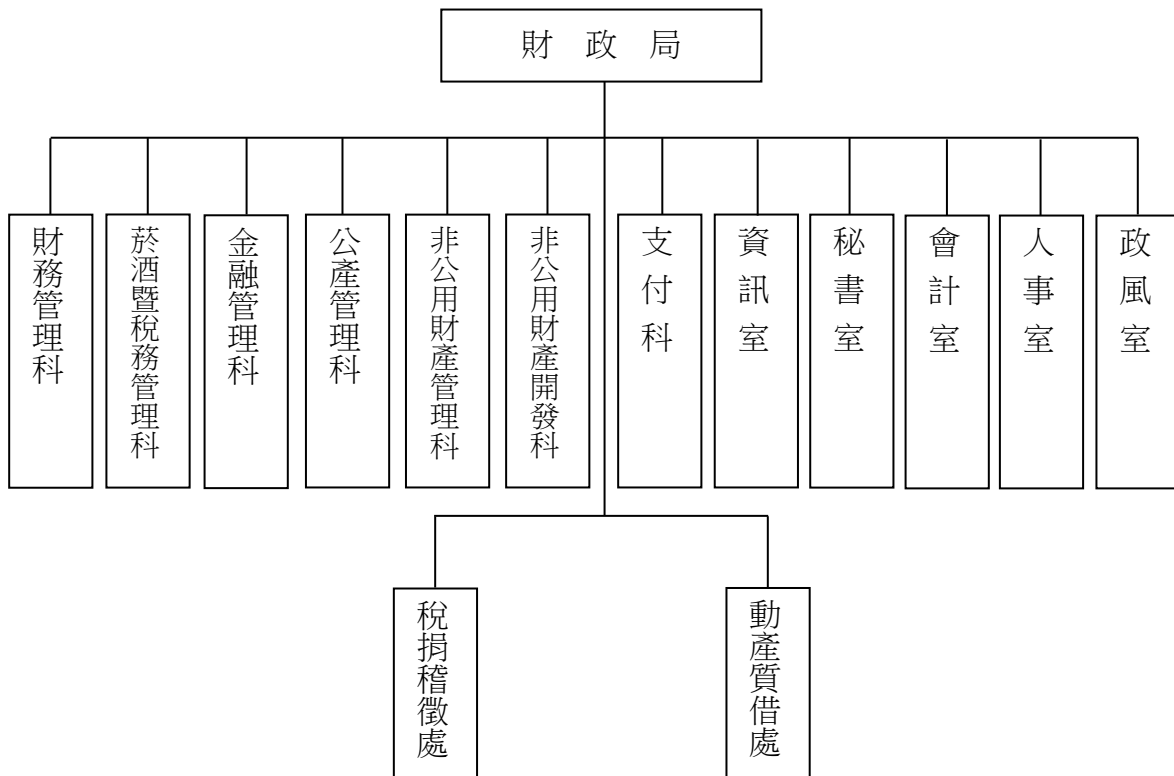 財政局
財務管理科
菸酒暨稅務管理科
金融管理科
公產管理科
非公用財產管理科
非公用財產開發科
支付科
資訊室
秘書室
會計室
人事室
政風室
稅捐稽徵處
動產質借處